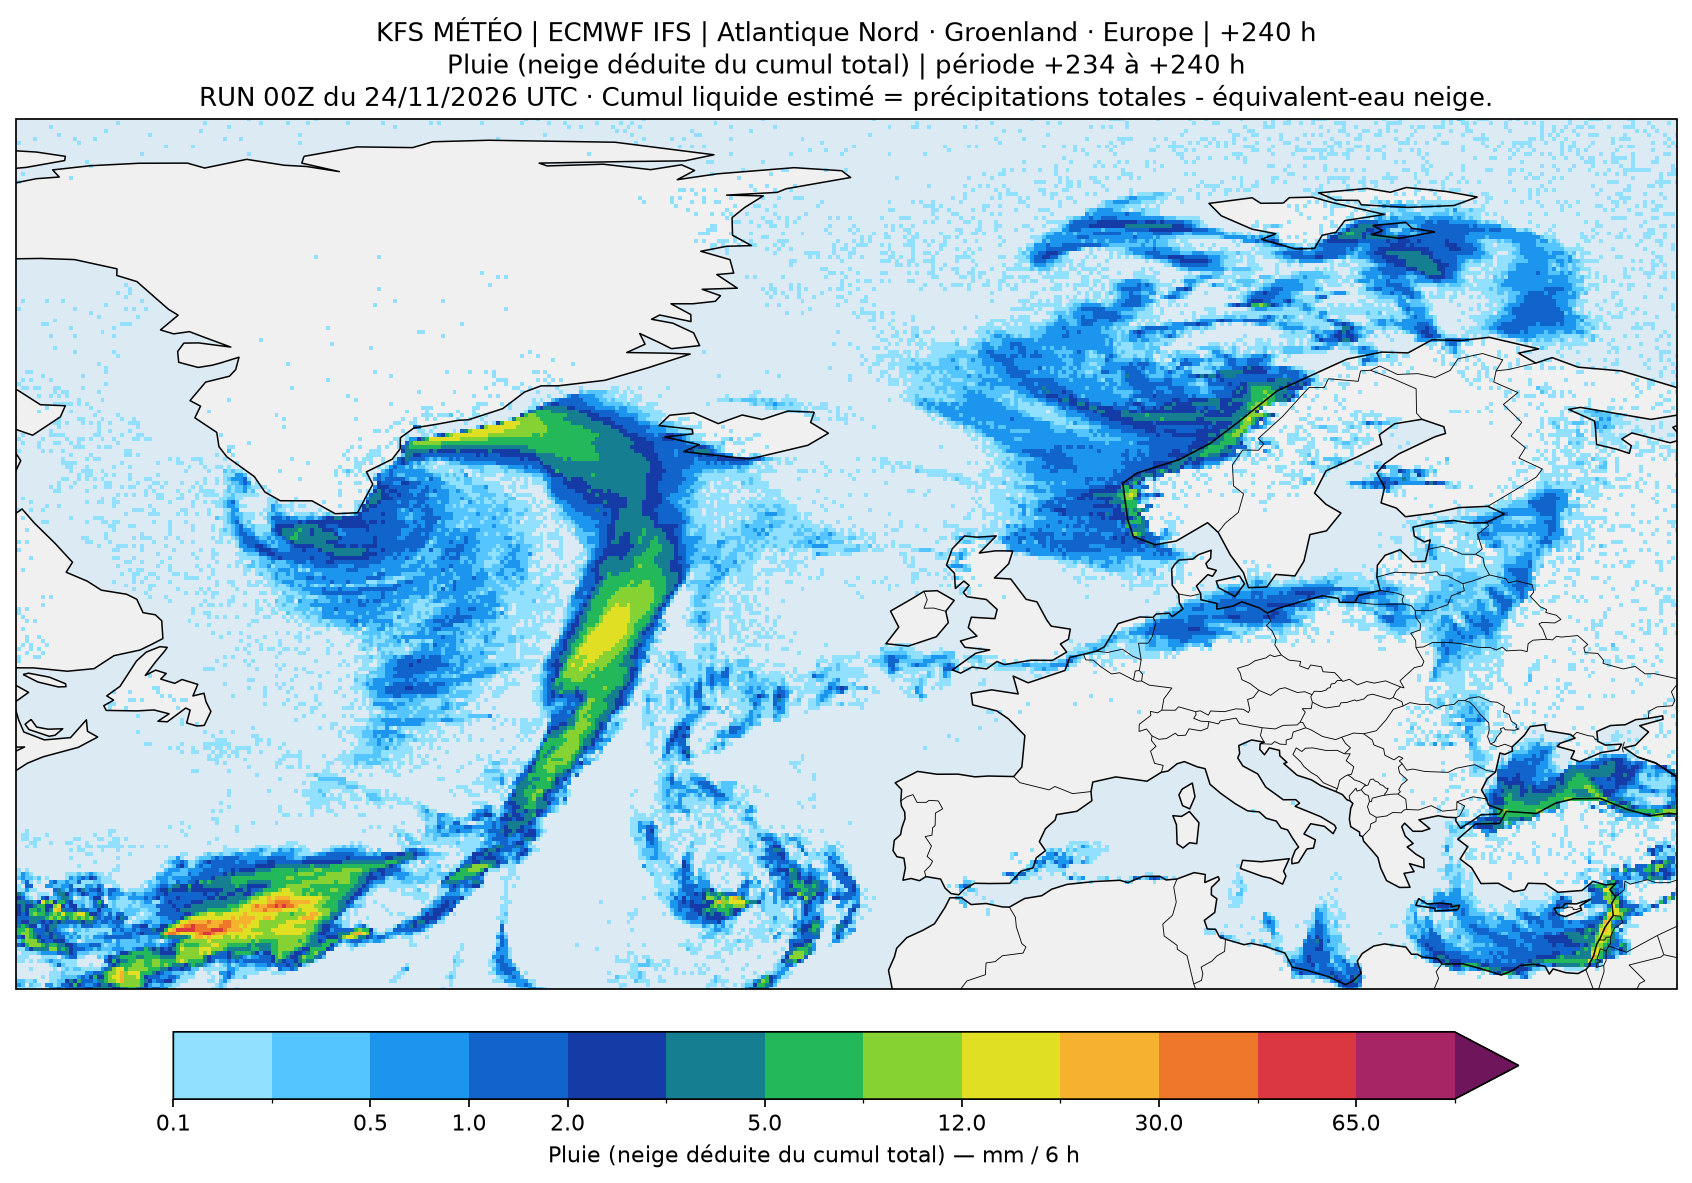 KFS MÉTÉO | ECMWF IFS | Atlantique Nord · Groenland · Europe | +240 h
Pluie (neige déduite du cumul total) | période +234 à +240 h
RUN 00Z du 24/11/2026 UTC · Cumul liquide estimé = précipitations totales - équivalent-eau neige.
0.1 0.5 1.0 2.0 5.0 12.0 30.0 65.0
Pluie (neige déduite du cumul total) — mm / 6 h